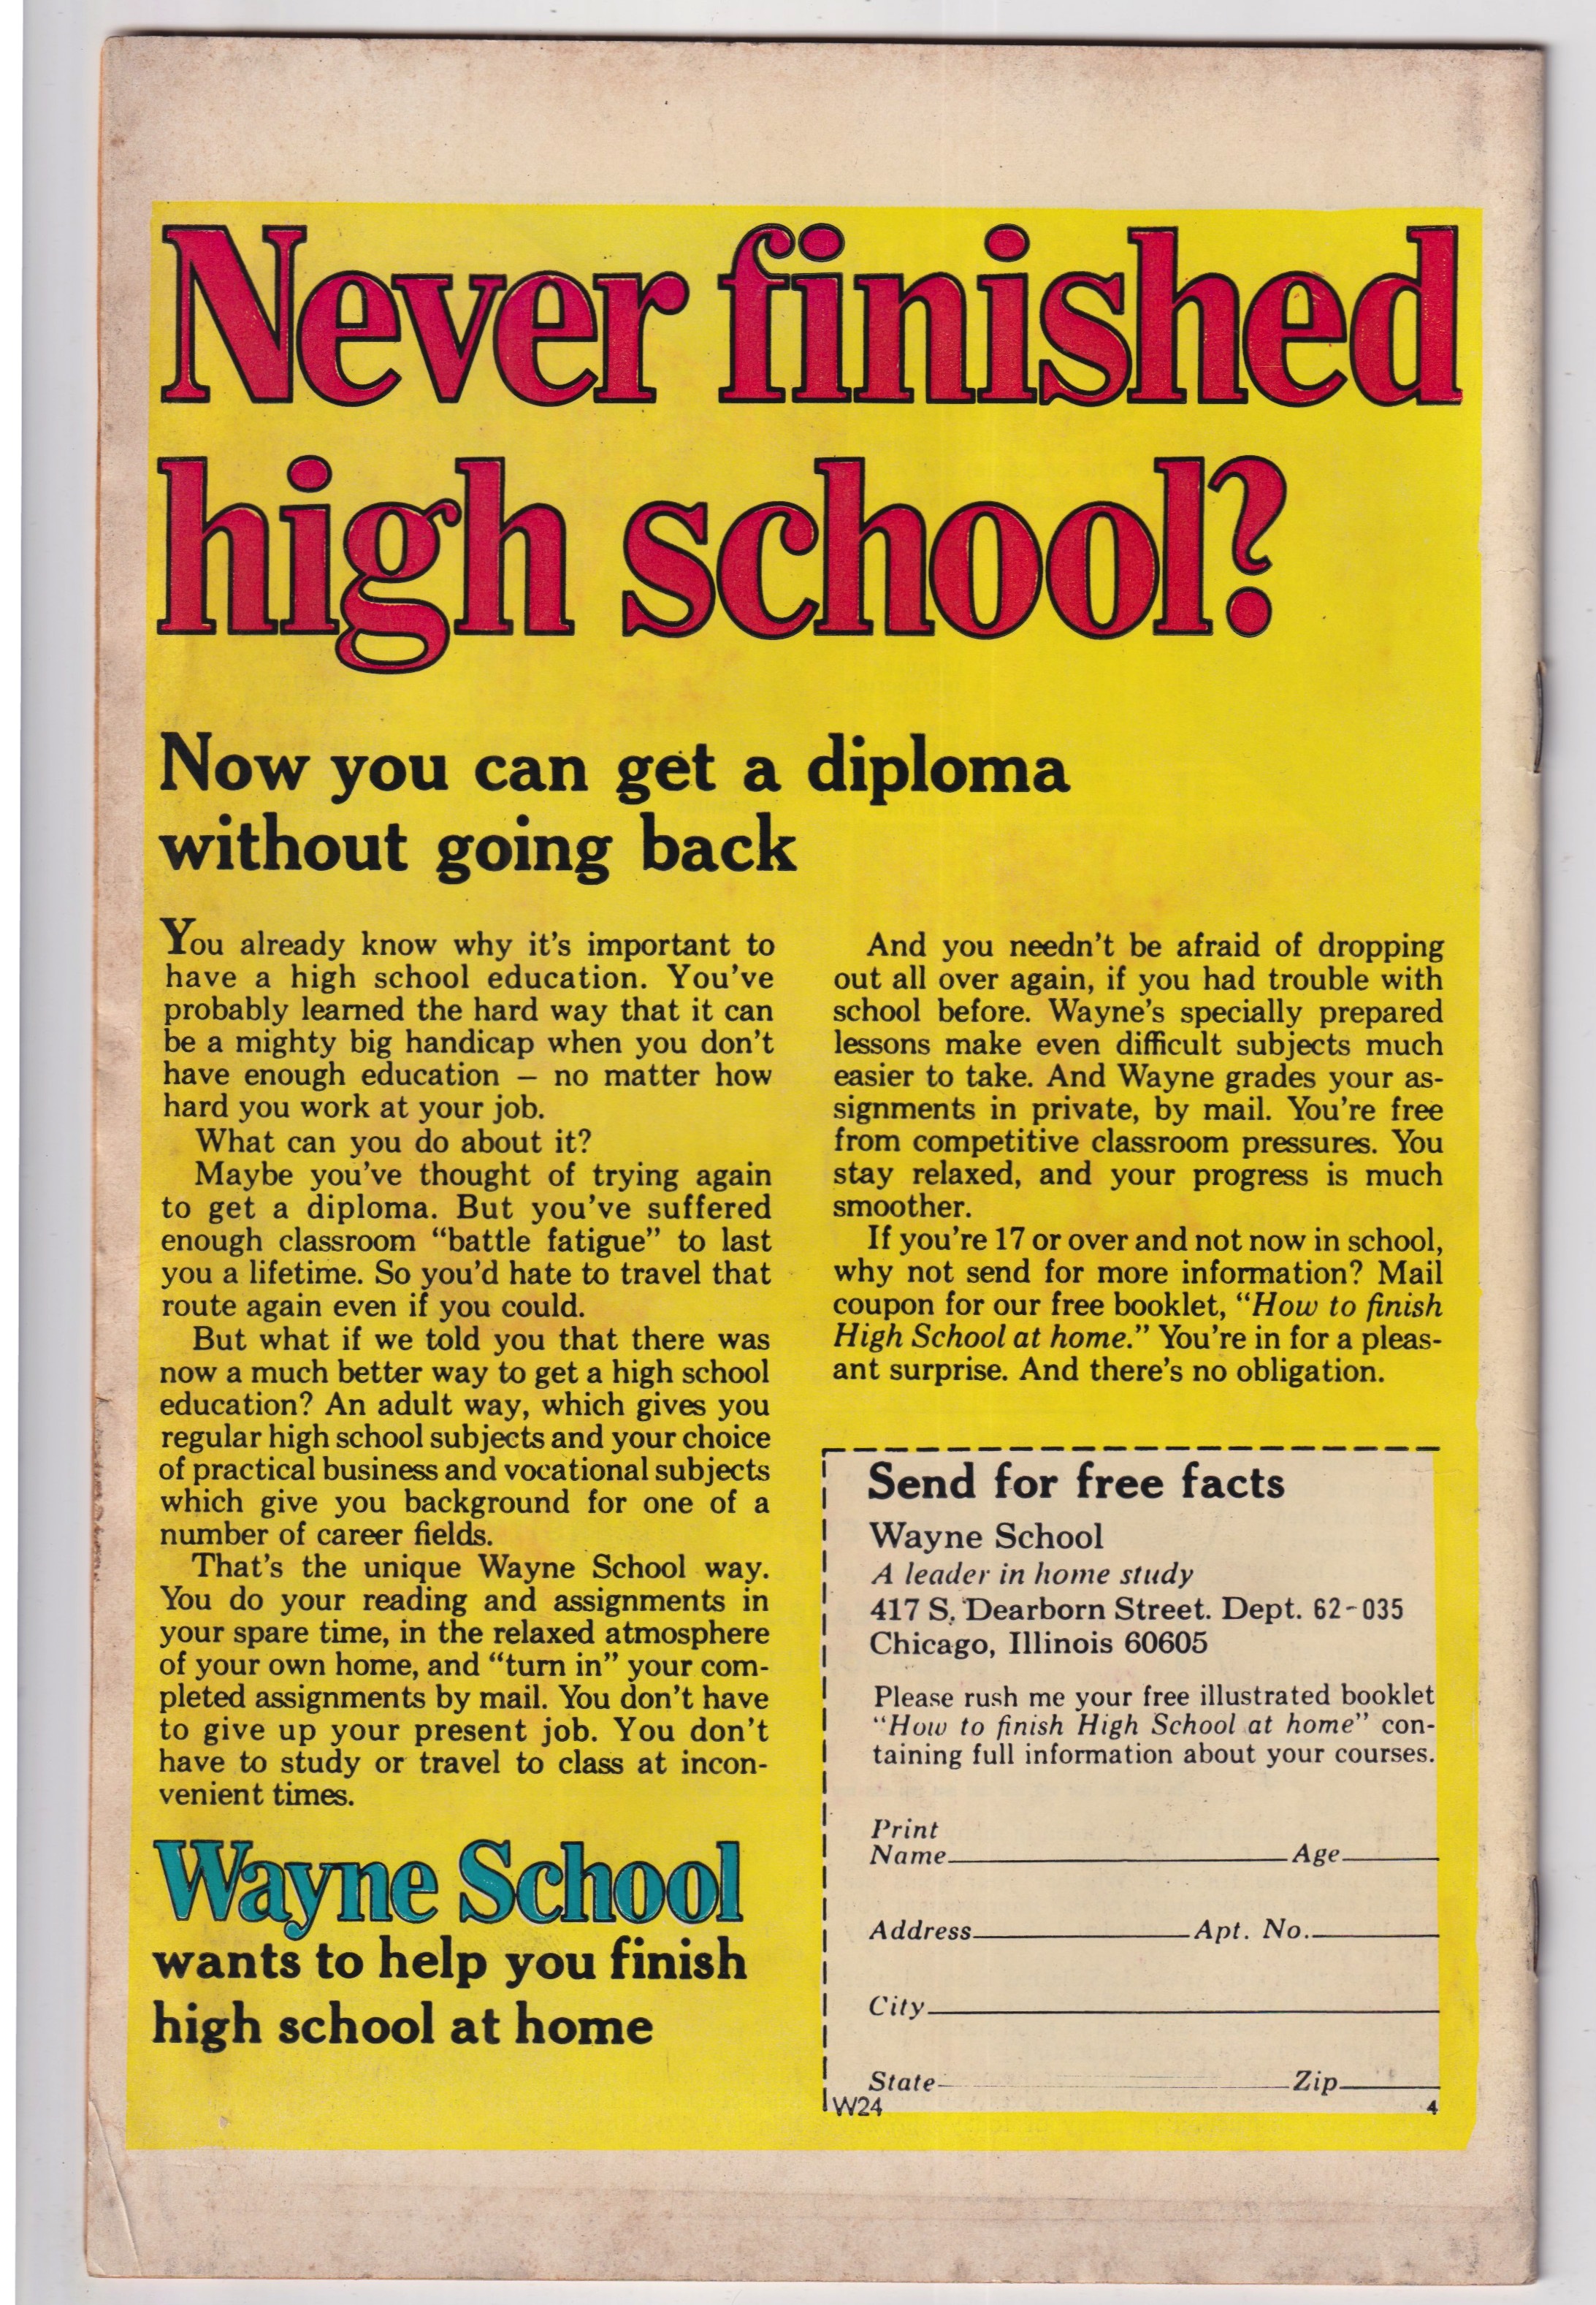 Never finished
high school?
Now you can get a diploma
without going back
You already know why it's important to
have a high school education. You've
probably learned the hard way that it can
be a mighty big handicap when you don't
have enough education – no matter how
hard you work at your job.
What can you do about it?
Maybe you've thought of trying again
to get a diploma. But you've suffered
enough classroom “battle fatigue” to last
you a lifetime. So you'd hate to travel that
route again even if you could.
But what if we told you that there was
now a much better way to get a high school
education? An adult way, which gives you
regular high school subjects and your choice
of practical business and vocational subjects
which give you background for one of a
number of career fields.
That's the unique Wayne School way.
You do your reading and assignments in
your spare time, in the relaxed atmosphere
of your own home, and “turn in” your com-
pleted assignments by mail. You don't have
to give up your present job. You don't
have to study or travel to class at incon-
venient times.
Wayne School
wants to help you finish
high school at home
And you needn't be afraid of dropping
out all over again, if you had trouble with
school before. Wayne's specially prepared
lessons make even difficult subjects much
easier to take. And Wayne grades your as-
signments in private, by mail. You're free
from competitive classroom pressures. You
stay relaxed, and your progress is much
smoother.
If you're 17 or over and not now in school,
why not send for more information? Mail
coupon for our free booklet, “How to finish
High School at home.” You're in for a pleas-
ant surprise. And there's no obligation.
Send for free facts
Wayne School
A leader in home study
417 S. Dearborn Street. Dept. 62-035
Chicago, Illinois 60605
Please rush me your free illustrated booklet
“How to finish High School at home” con-
taining full information about your courses.
Print
Name Age
Address Apt. No.
City
State Zip
W24 4